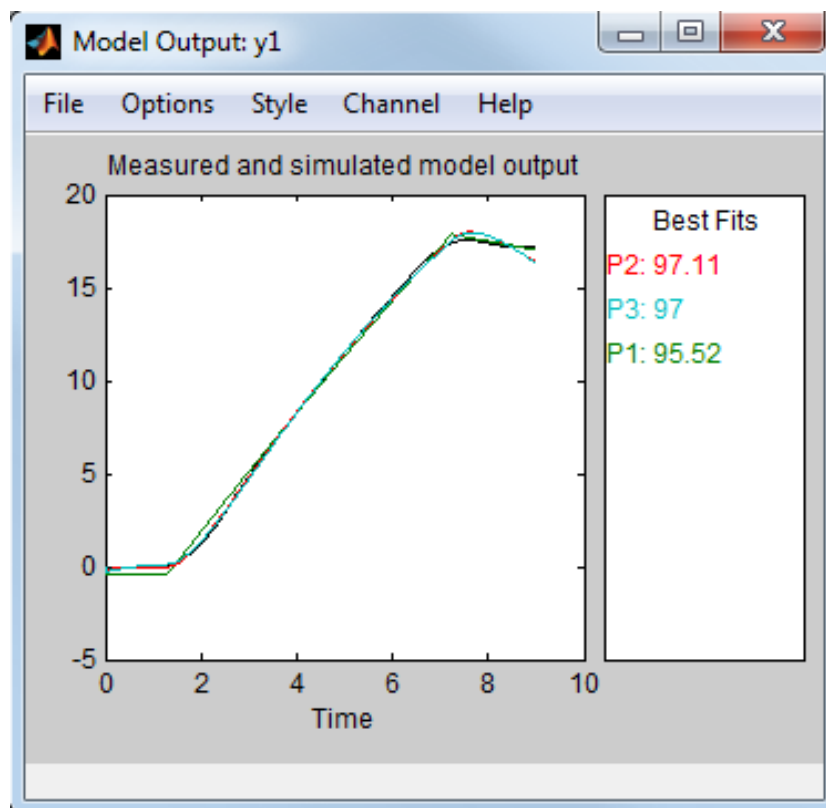 Model Output: y1
File Options Style Channel Help
Measured and simulated model output
20
15
10
5
0
-5
0 2 4 6 8 10
Time
Best Fits
P2: 97.11
P3: 97
P1: 95.52